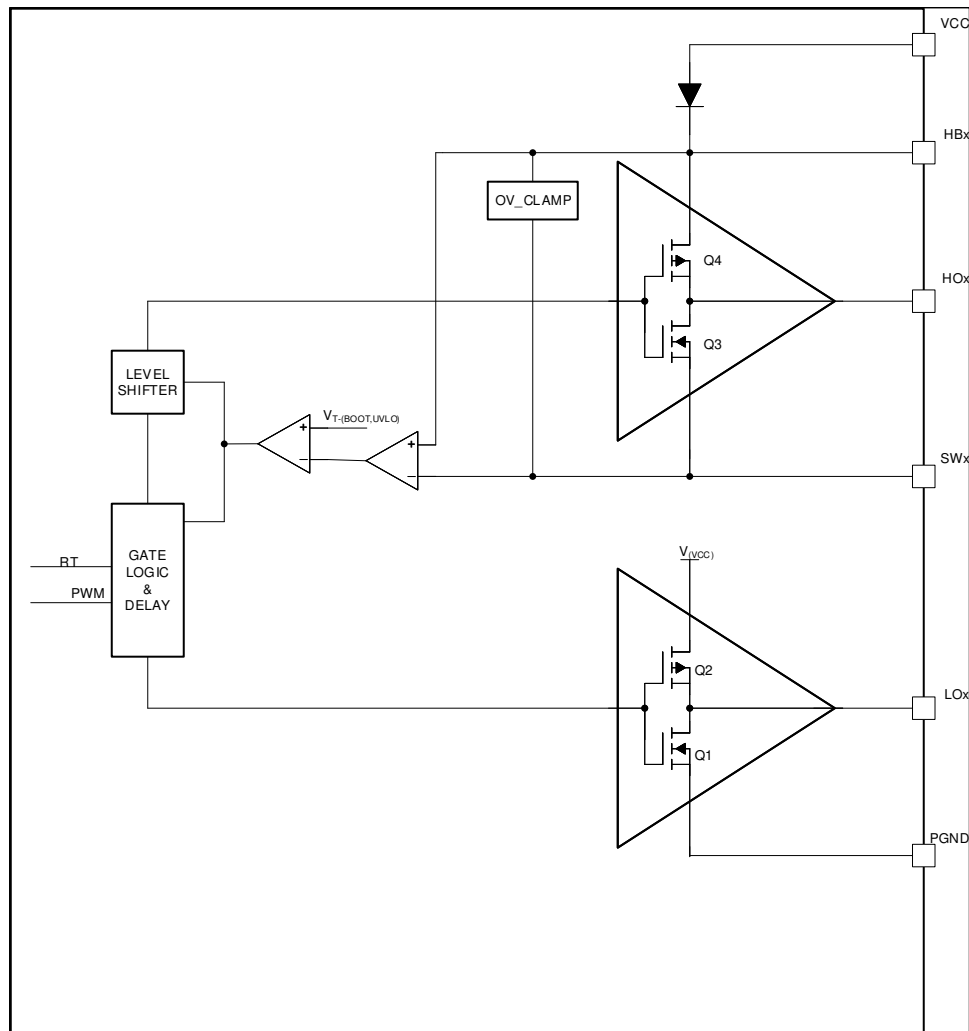 VCC
HBx
OV_CLAMP
Q4
HOx
Q3
LEVEL
SHIFTER
VT-(BOOT,UVLO)
+
−
+
−
SWx
GATE
LOGIC
&
DELAY
RT
PWM
V(VCC)
Q2
LOx
Q1
PGND